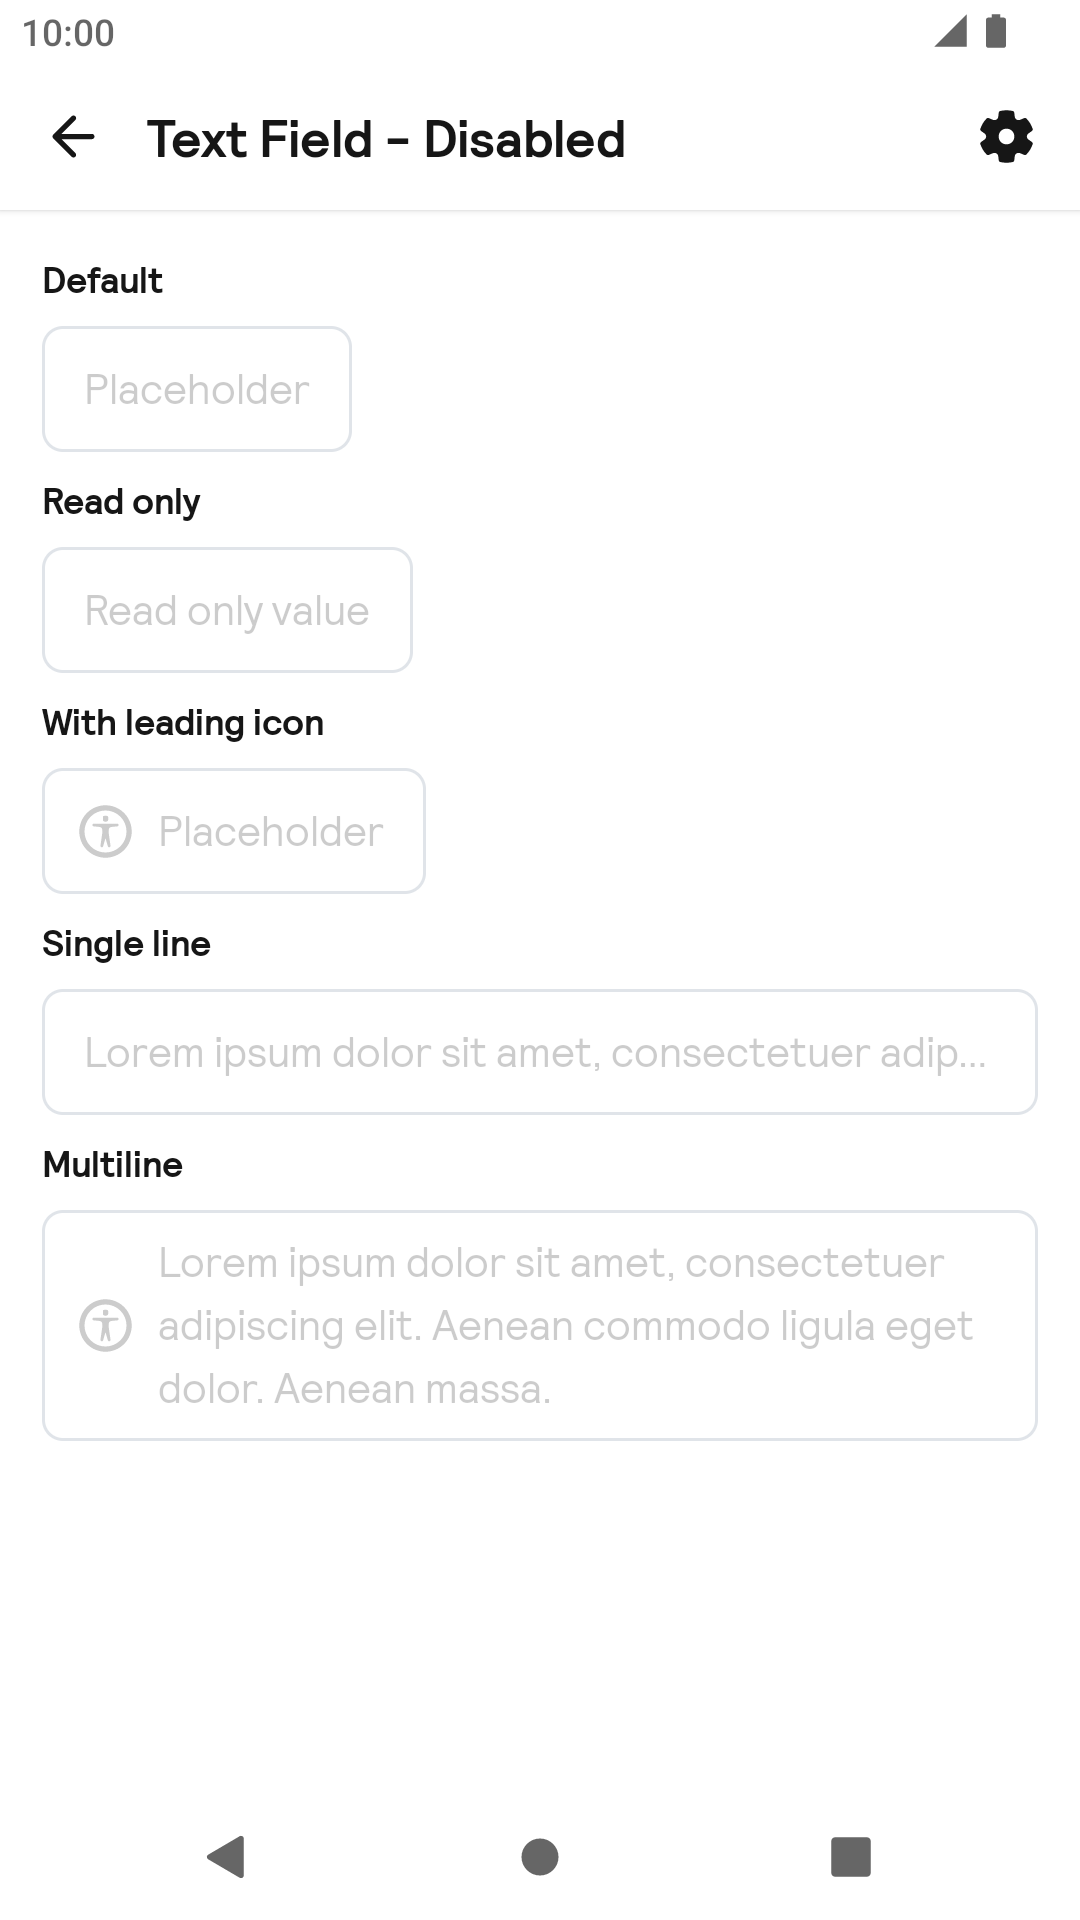 10:00
Text Field - Disabled
Default
Placeholder
Read only
Read only value
With leading icon
Placeholder
Single line
Lorem ipsum dolor sit amet, consectetuer adip...
Multiline
Lorem ipsum dolor sit amet, consectetuer
adipiscing elit. Aenean commodo ligula eget
dolor. Aenean massa.